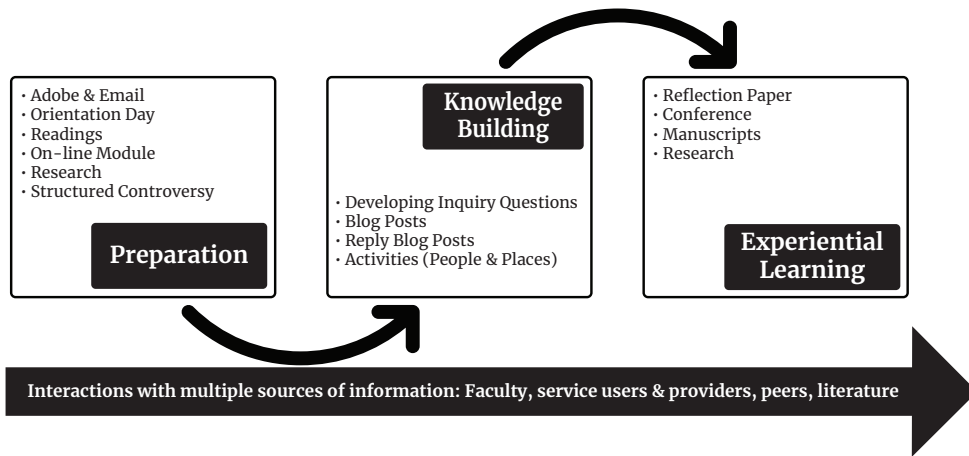 · Adobe & Email
· Orientation Day
· Readings
· On-line Module
· Research
· Structured Controversy
Preparation
Knowledge
Building
· Developing Inquiry Questions
· Blog Posts
· Reply Blog Posts
· Activities (People & Places)
· Reflection Paper
· Conference
· Manuscripts
· Research
Experiential
Learning
Interactions with multiple sources of information: Faculty, service users & providers, peers, literature